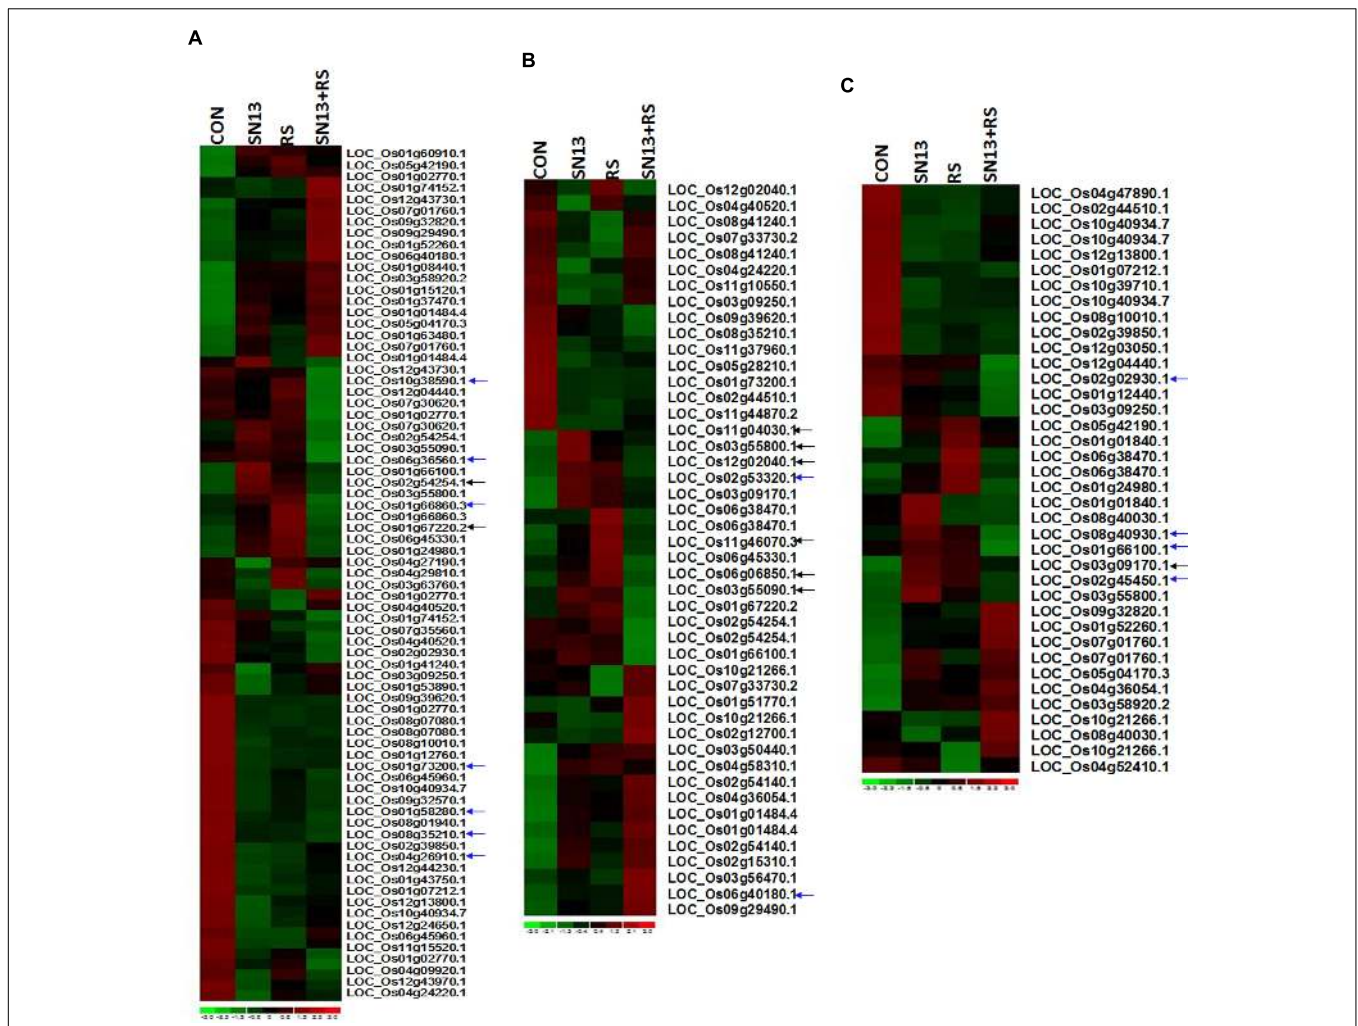 A
CON
SN13
RS
SN13+RS
LOC_Os01g60910.1
LOC_Os05g42190.1
LOC_Os01g02770.1
LOC_Os01g74152.1
LOC_Os12g43730.1
LOC_Os07g01760.1
LOC_Os09g32820.1
LOC_Os09g29490.1
LOC_Os01g52260.1
LOC_Os06g40180.1
LOC_Os01g08440.1
LOC_Os03g58920.2
LOC_Os01g15120.1
LOC_Os01g37470.1
LOC_Os01g01484.4
LOC_Os05g04170.3
LOC_Os01g63480.1
LOC_Os07g01760.1
LOC_Os01g01484.4
LOC_Os12g43730.1
LOC_Os10g38590.1
LOC_Os12g04440.1
LOC_Os07g30620.1
LOC_Os01g02770.1
LOC_Os07g30620.1
LOC_Os02g54254.1
LOC_Os03g55090.1
LOC_Os06g36560.1
LOC_Os01g66100.1
LOC_Os02g54254.1
LOC_Os03g55800.1
LOC_Os01g66860.3
LOC_Os01g66860.3
LOC_Os01g67220.2
LOC_Os06g45330.1
LOC_Os01g24980.1
LOC_Os04g27190.1
LOC_Os04g29810.1
LOC_Os03g63760.1
LOC_Os01g02770.1
LOC_Os04g40520.1
LOC_Os01g74152.1
LOC_Os07g35560.1
LOC_Os04g40520.1
LOC_Os02g02930.1
LOC_Os01g41240.1
LOC_Os03g09250.1
LOC_Os01g53890.1
LOC_Os09g39620.1
LOC_Os01g02770.1
LOC_Os08g07080.1
LOC_Os08g07080.1
LOC_Os08g10010.1
LOC_Os01g12760.1
LOC_Os01g73200.1
LOC_Os06g45960.1
LOC_Os10g40934.7
LOC_Os09g32570.1
LOC_Os01g58280.1
LOC_Os08g01940.1
LOC_Os08g35210.1
LOC_Os02g39850.1
LOC_Os04g26910.1
LOC_Os12g44230.1
LOC_Os01g43750.1
LOC_Os01g07212.1
LOC_Os12g13800.1
LOC_Os10g40934.7
LOC_Os12g24650.1
LOC_Os06g45960.1
LOC_Os11g15520.1
LOC_Os01g02770.1
LOC_Os04g09920.1
LOC_Os12g43970.1
LOC_Os04g24220.1
B
CON
SN13
RS
SN13+RS
LOC_Os12g02040.1
LOC_Os04g40520.1
LOC_Os08g41240.1
LOC_Os07g33730.2
LOC_Os08g41240.1
LOC_Os04g24220.1
LOC_Os11g10550.1
LOC_Os03g09250.1
LOC_Os09g39620.1
LOC_Os08g35210.1
LOC_Os11g37960.1
LOC_Os05g28210.1
LOC_Os01g73200.1
LOC_Os02g44510.1
LOC_Os11g44870.2
LOC_Os11g04030.1
LOC_Os03g55800.1
LOC_Os12g02040.1
LOC_Os02g53320.1
LOC_Os03g09170.1
LOC_Os06g38470.1
LOC_Os06g38470.1
LOC_Os11g46070.3
LOC_Os06g45330.1
LOC_Os06g06850.1
LOC_Os03g55090.1
LOC_Os01g67220.2
LOC_Os02g54254.1
LOC_Os02g54254.1
LOC_Os01g66100.1
LOC_Os10g21266.1
LOC_Os07g33730.2
LOC_Os01g51770.1
LOC_Os10g21266.1
LOC_Os02g12700.1
LOC_Os03g50440.1
LOC_Os04g58310.1
LOC_Os02g54140.1
LOC_Os04g36054.1
LOC_Os01g01484.4
LOC_Os01g01484.4
LOC_Os02g54140.1
LOC_Os02g15310.1
LOC_Os03g56470.1
LOC_Os06g40180.1
LOC_Os09g29490.1
C
CON
SN13
RS
SN13+RS
LOC_Os04g47890.1
LOC_Os02g44510.1
LOC_Os10g40934.7
LOC_Os10g40934.7
LOC_Os12g13800.1
LOC_Os01g07212.1
LOC_Os10g39710.1
LOC_Os10g40934.7
LOC_Os08g10010.1
LOC_Os02g39850.1
LOC_Os12g03050.1
LOC_Os12g04440.1
LOC_Os02g02930.1
LOC_Os01g12440.1
LOC_Os03g09250.1
LOC_Os05g42190.1
LOC_Os01g01840.1
LOC_Os06g38470.1
LOC_Os06g38470.1
LOC_Os01g24980.1
LOC_Os01g01840.1
LOC_Os08g40030.1
LOC_Os08g40930.1
LOC_Os01g66100.1
LOC_Os03g09170.1
LOC_Os02g45450.1
LOC_Os03g55800.1
LOC_Os09g32820.1
LOC_Os01g52260.1
LOC_Os07g01760.1
LOC_Os07g01760.1
LOC_Os05g04170.3
LOC_Os04g36054.1
LOC_Os03g58920.2
LOC_Os10g21266.1
LOC_Os08g40030.1
LOC_Os10g21266.1
LOC_Os04g52410.1